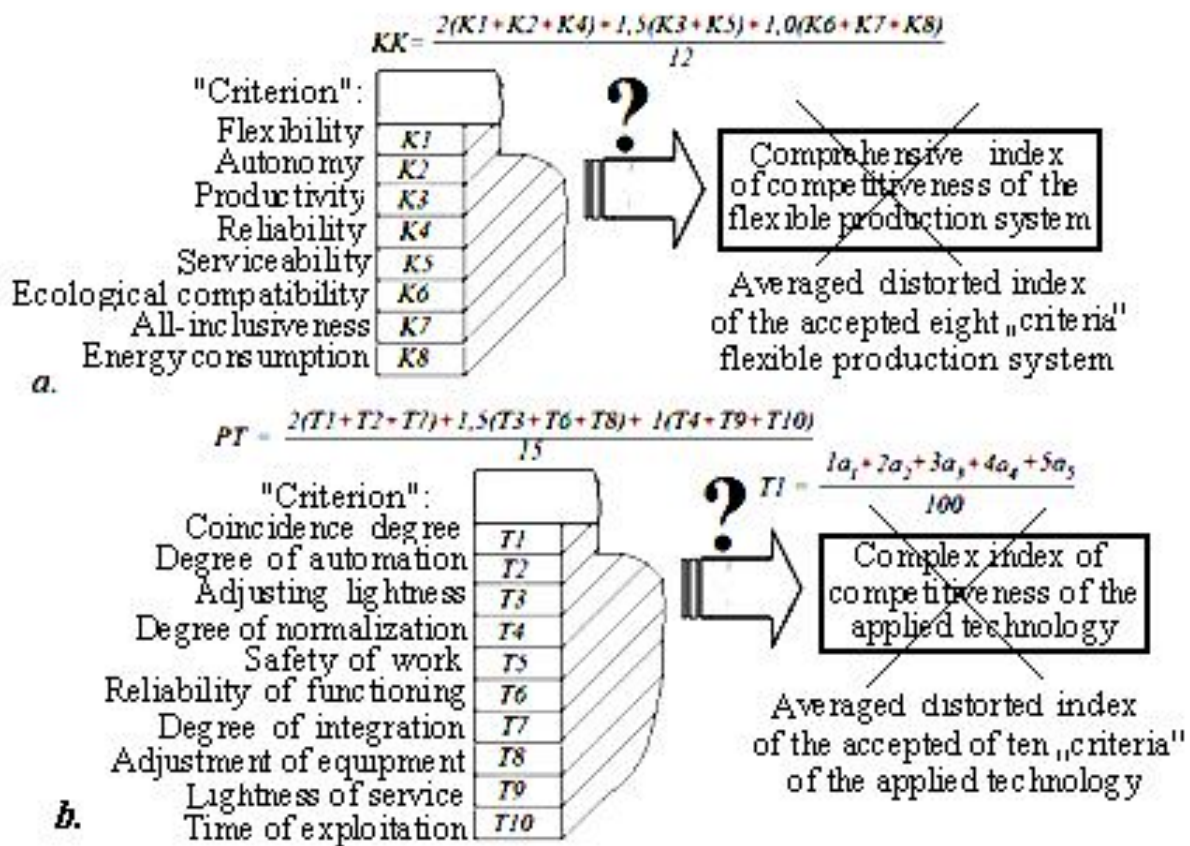 KK= 2(K1+K2+K4)+1,5(K3+K5)+1,0(K6+K7+K8)
12
"Criterion":
Flexibility K1
Autonomy K2
Productivity K3
Reliability K4
Serviceability K5
Ecological compatibility K6
All-inclusiveness K7
Energy consumption K8
a.
?
Comprehensive index
of competitiveness of the
flexible production system
Averaged distorted index
of the accepted eight „criteria"
flexible production system
PT = 2(T1+T2+T7)+1,5(T3+T6+T8)+ 1(T4+T9+T10)
15
"Criterion":
Coincidence degree T1
Degree of automation T2
Adjusting lightness T3
Degree of normalization T4
Safety of work T5
Reliability of functioning T6
Degree of integration T7
Adjustment of equipment T8
Lightness of service T9
Time of exploitation T10
b.
?
T1 = 1a₁+2a₂+3a₃+4a₄+5a₅
100
Complex index of
competitiveness of the
applied technology
Averaged distorted index
of the accepted of ten „criteria"
of the applied technology